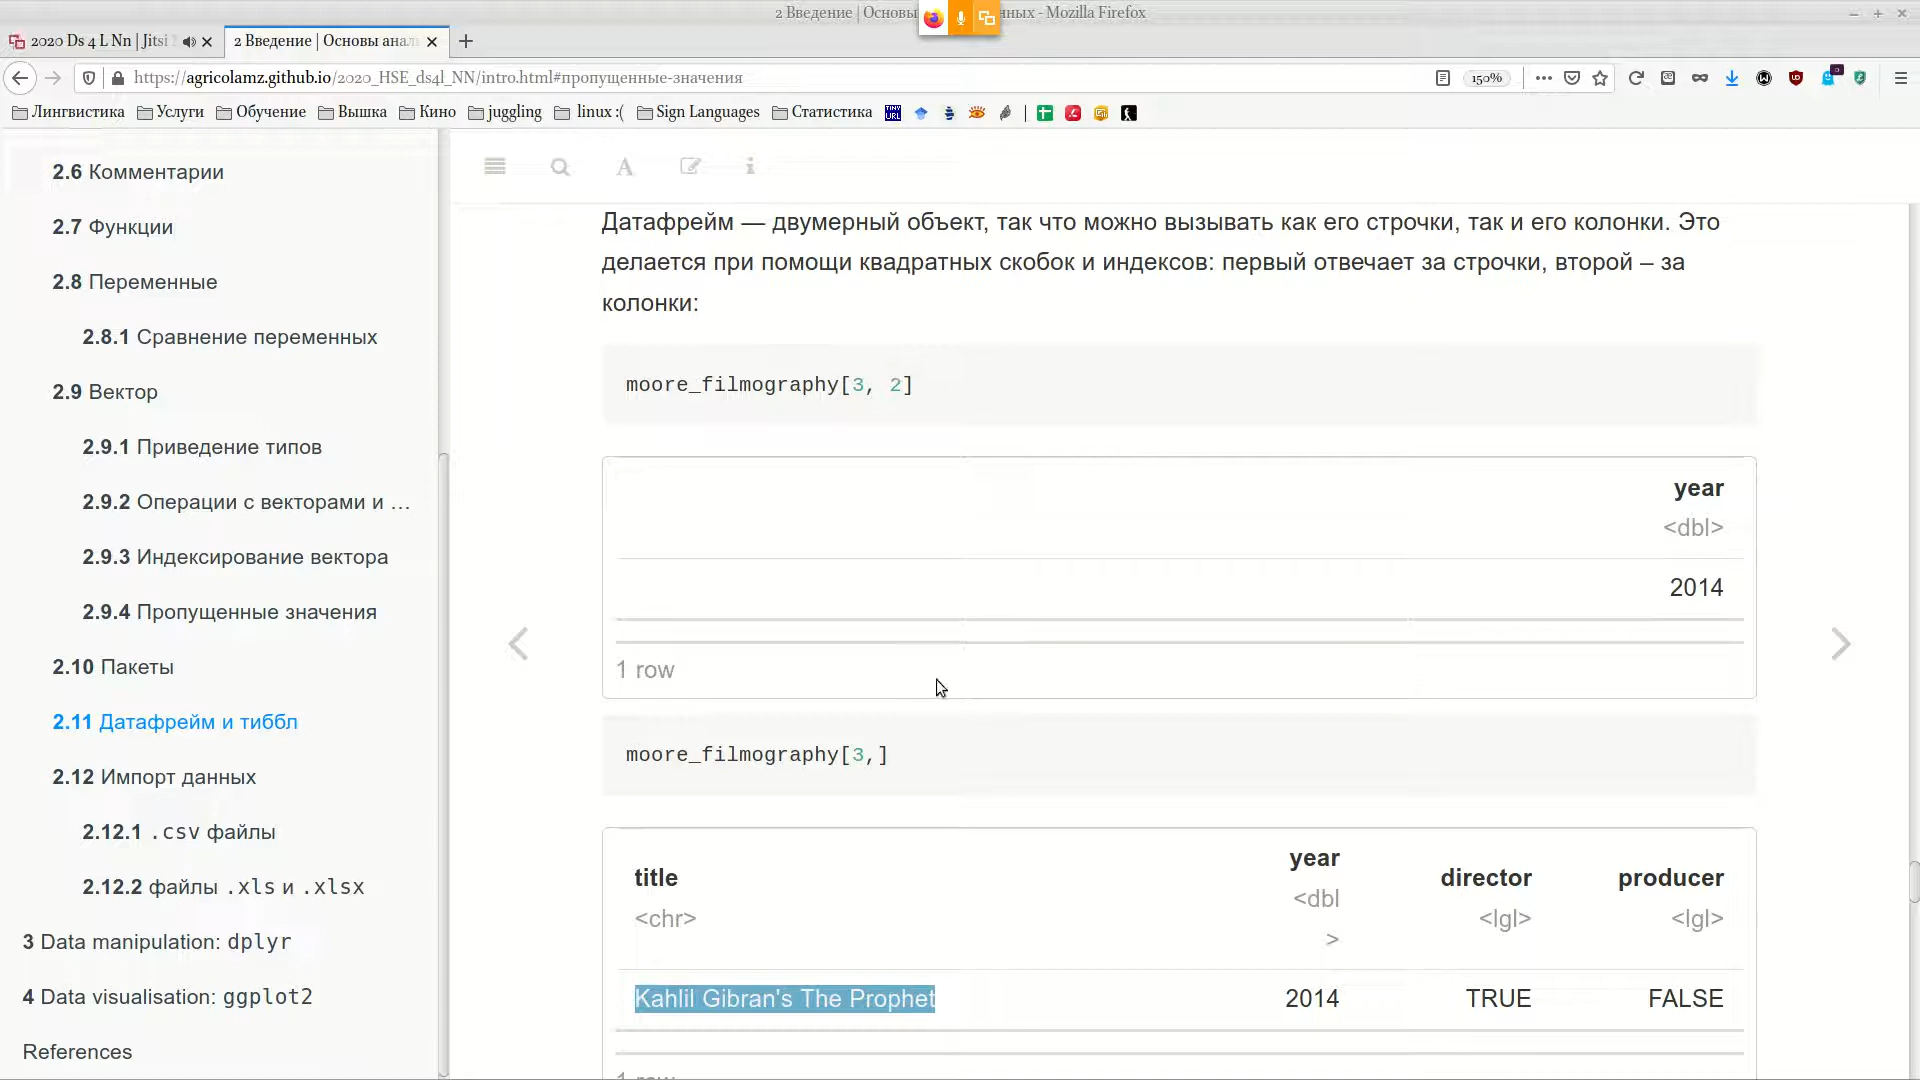 2 Введение | Основы
нных - Mozilla Firefox
2020 Ds 4 L Nn | Jitsi
2 Введение | Основы анал
https://agricolamz.github.io/2020_HSE_ds4l_NN/intro.html#пропущенные-значения
150%
Лингвистика
Услуги
Обучение
Вышка
Кино
juggling
linux :(
Sign Languages
Статистика
TINY
URL
2.6 Комментарии
2.7 Функции
2.8 Переменные
2.8.1 Сравнение переменных
2.9 Вектор
2.9.1 Приведение типов
2.9.2 Операции с векторами и …
2.9.3 Индексирование вектора
2.9.4 Пропущенные значения
2.10 Пакеты
2.11 Датафрейм и тиббл
2.12 Импорт данных
2.12.1 .csv файлы
2.12.2 файлы .xls и .xlsx
3 Data manipulation: dplyr
4 Data visualisation: ggplot2
References
Датафрейм — двумерный объект, так что можно вызывать как его строчки, так и его колонки. Это
делается при помощи квадратных скобок и индексов: первый отвечает за строчки, второй – за
колонки:
moore_filmography[3, 2]
year
<dbl>
2014
1 row
moore_filmography[3,]
title year director producer
<chr> <dbl
> <lgl> <lgl>
Kahlil Gibran's The Prophet 2014 TRUE FALSE
1 row